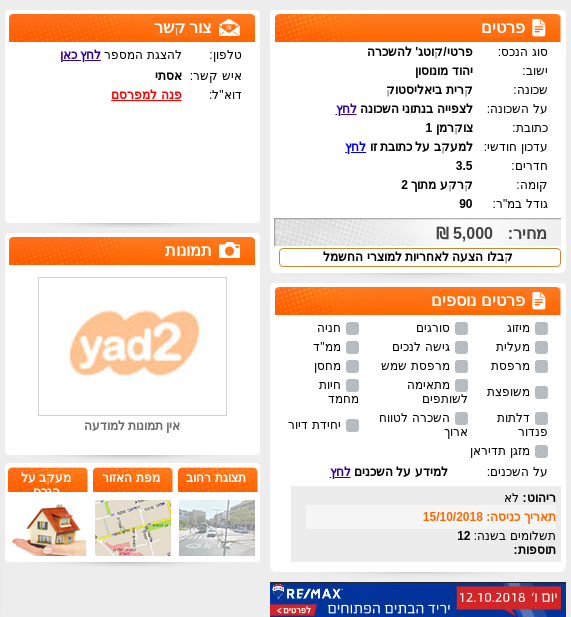 פרטים
סוג הנכס: פרטי/קוטג' להשכרה
ישוב: יהוד מונוסון
שכונה: קרית ביאליסטוק
על השכונה: לצפייה בנתוני השכונה לחץ
כתובת: צוקרמן 1
עדכון חודשי: למעקב על כתובת זו לחץ
חדרים: 3.5
קומה: קרקע מתוך 2
גודל במ"ר: 90
מחיר: 5,000 ₪
קבלו הצעה לאחריות למוצרי החשמל
פרטים נוספים
מיזוג סורגים חניה
מעלית גישה לנכים ממ"ד
מרפסת מרפסת שמש מחסן
משופצת מתאימה לשותפים חיות מחמד
דלתות פנדור השכרה לטווח ארוך יחידת דיור
מזגן תדיראן
על השכנים: למידע על השכנים לחץ
ריהוט: לא
תאריך כניסה: 15/10/2018
תשלומים בשנה: 12
תוספות:
RE/MAX
יום ו' 12.10.2018
יריד הבתים הפתוחים
לפרטים >
צור קשר
טלפון: להצגת המספר לחץ כאן
איש קשר: אסתי
דוא"ל: פנה למפרסם
תמונות
yad2
אין תמונות למודעה
תצוגת רחוב
מפת האזור
מעקב על
הנכס